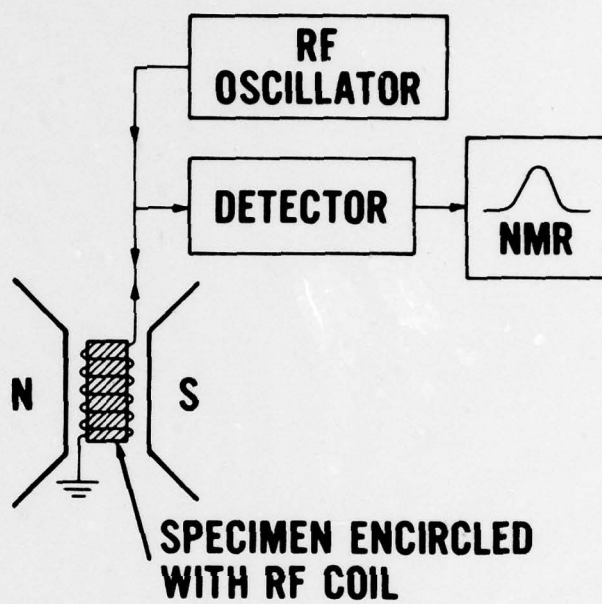 RF
OSCILLATOR
DETECTOR
NMR
N
S
SPECIMEN ENCIRCLED
WITH RF COIL